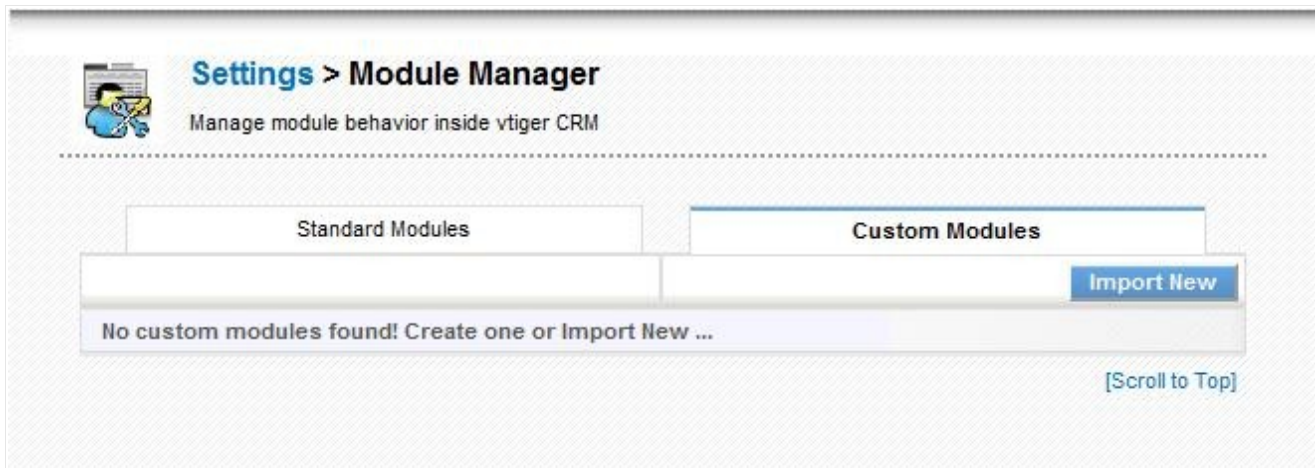 Settings > Module Manager
Manage module behavior inside vtiger CRM
Standard Modules
Custom Modules
Import New
No custom modules found! Create one or Import New ...
[Scroll to Top]